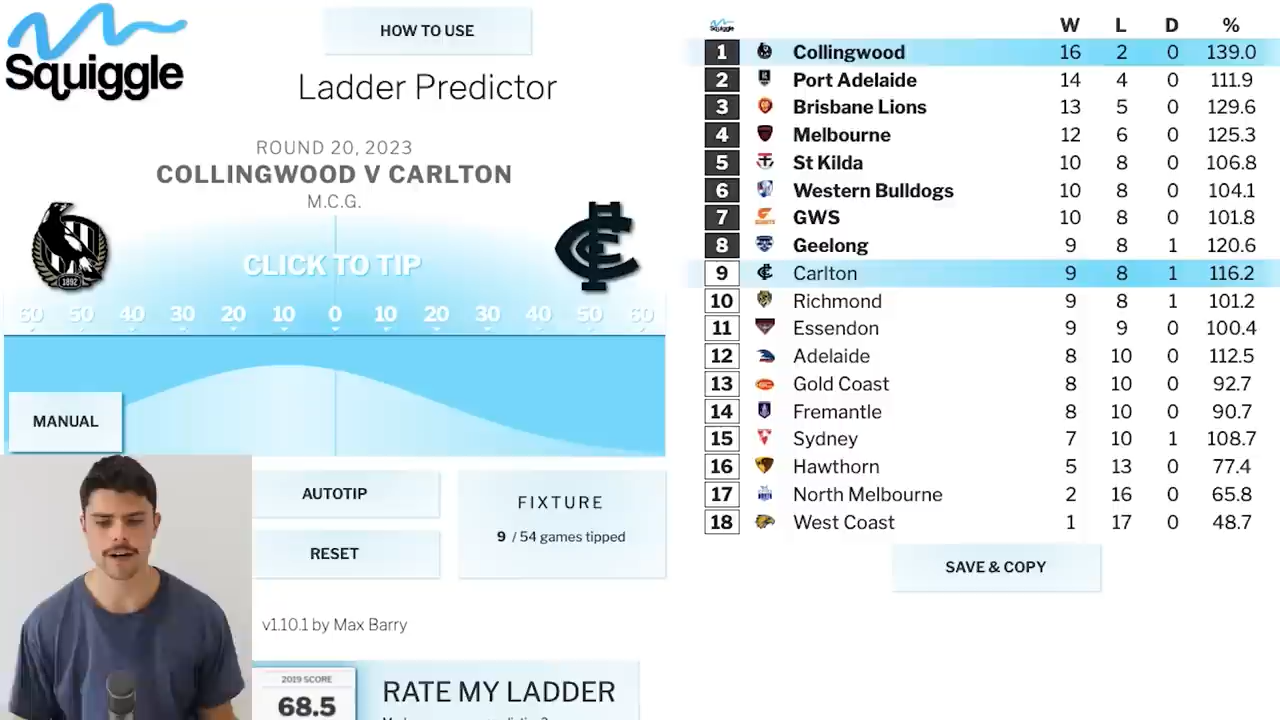 Squiggle
HOW TO USE
Ladder Predictor
ROUND 20, 2023
COLLINGWOOD V CARLTON
M.C.G.
1892
CLICK TO TIP
60 50 40 30 20 10 0 10 20 30 40 50 60
MANUAL
AUTOTIP
RESET
FIXTURE
9 / 54 games tipped
v1.10.1 by Max Barry
2019 SCORE
68.5
RATE MY LADDER
Squiggle W L D %
1 Collingwood 16 2 0 139.0
2 Port Adelaide 14 4 0 111.9
3 Brisbane Lions 13 5 0 129.6
4 Melbourne 12 6 0 125.3
5 St Kilda 10 8 0 106.8
6 Western Bulldogs 10 8 0 104.1
7 GWS 10 8 0 101.8
8 Geelong 9 8 1 120.6
9 Carlton 9 8 1 116.2
10 Richmond 9 8 1 101.2
11 Essendon 9 9 0 100.4
12 Adelaide 8 10 0 112.5
13 Gold Coast 8 10 0 92.7
14 Fremantle 8 10 0 90.7
15 Sydney 7 10 1 108.7
16 Hawthorn 5 13 0 77.4
17 North Melbourne 2 16 0 65.8
18 West Coast 1 17 0 48.7
SAVE & COPY